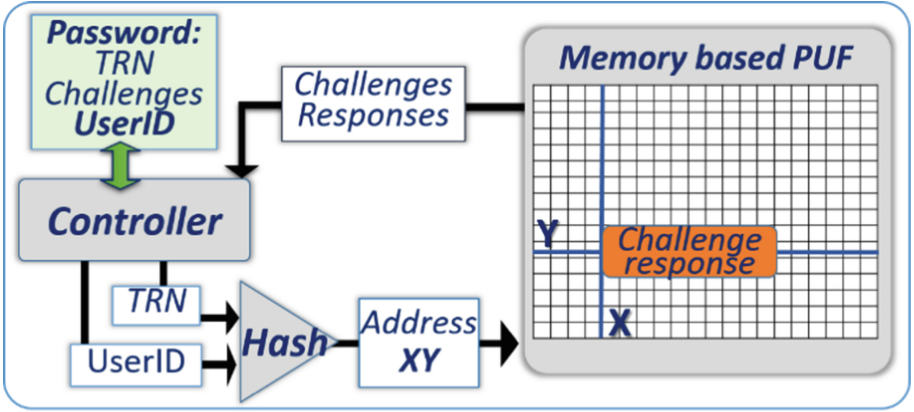 Password:
TRN
Challenges
UserID
Challenges
Responses
Memory based PUF
Controller
Y
Challenge
response
X
TRN
UserID
Hash
Address
XY